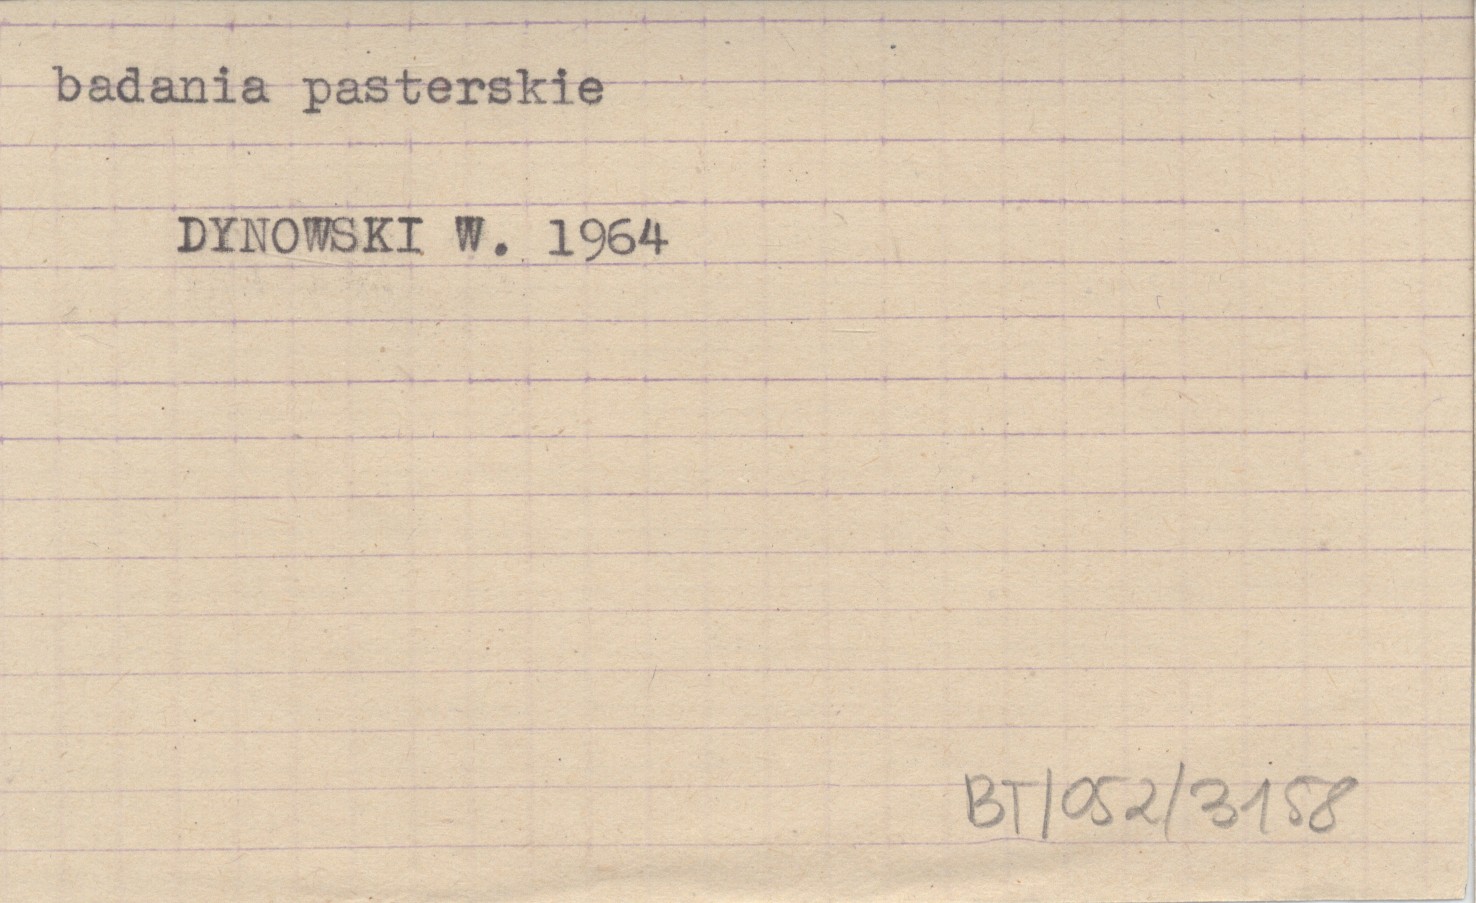 badania pasterskie
DYNOWSKI W. 1964
BT/052/3158